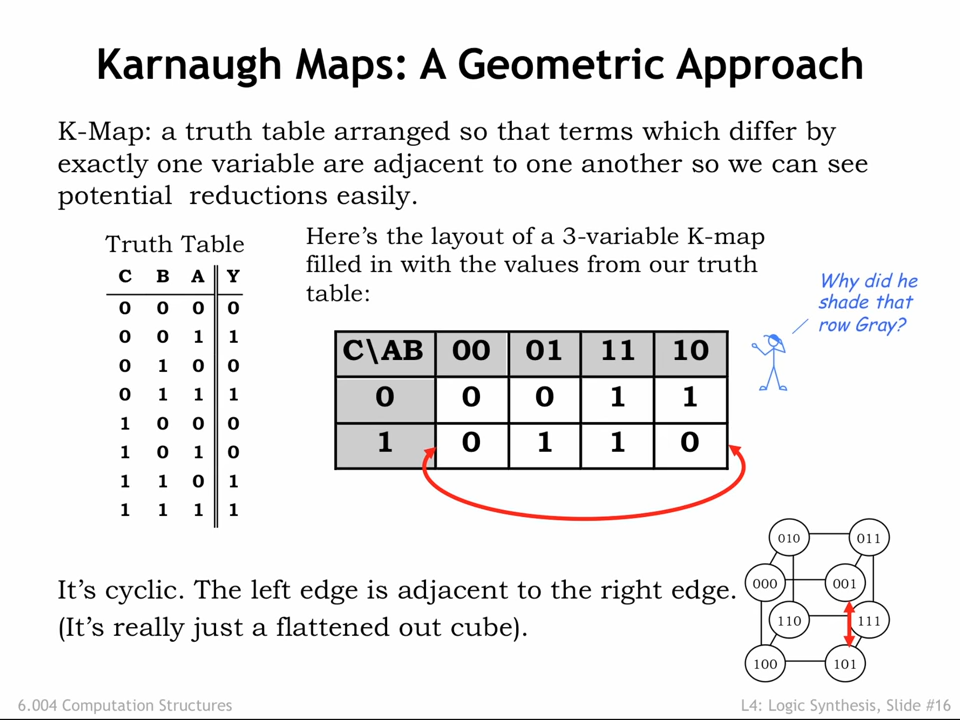 Karnaugh Maps: A Geometric Approach
K-Map: a truth table arranged so that terms which differ by
exactly one variable are adjacent to one another so we can see
potential reductions easily.
Truth Table
C B A Y
0 0 0 0
0 0 1 1
0 1 0 0
0 1 1 1
1 0 0 0
1 0 1 0
1 1 0 1
1 1 1 1
Here's the layout of a 3-variable K-map
filled in with the values from our truth
table:
C\AB 00 01 11 10
0 0 0 1 1
1 0 1 1 0
Why did he
shade that
row Gray?
It's cyclic. The left edge is adjacent to the right edge.
(It's really just a flattened out cube).
010 011
000 001
110 111
100 101
6.004 Computation Structures
L4: Logic Synthesis, Slide #16